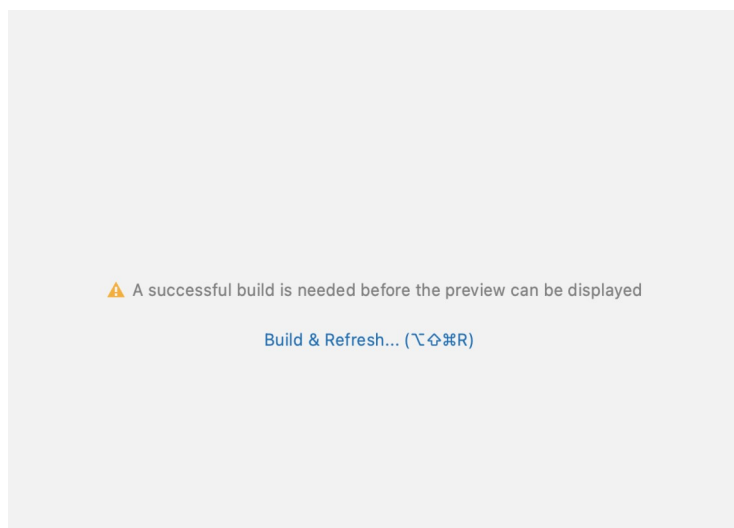 A successful build is needed before the preview can be displayed
Build & Refresh... (⌥⇧⌘R)